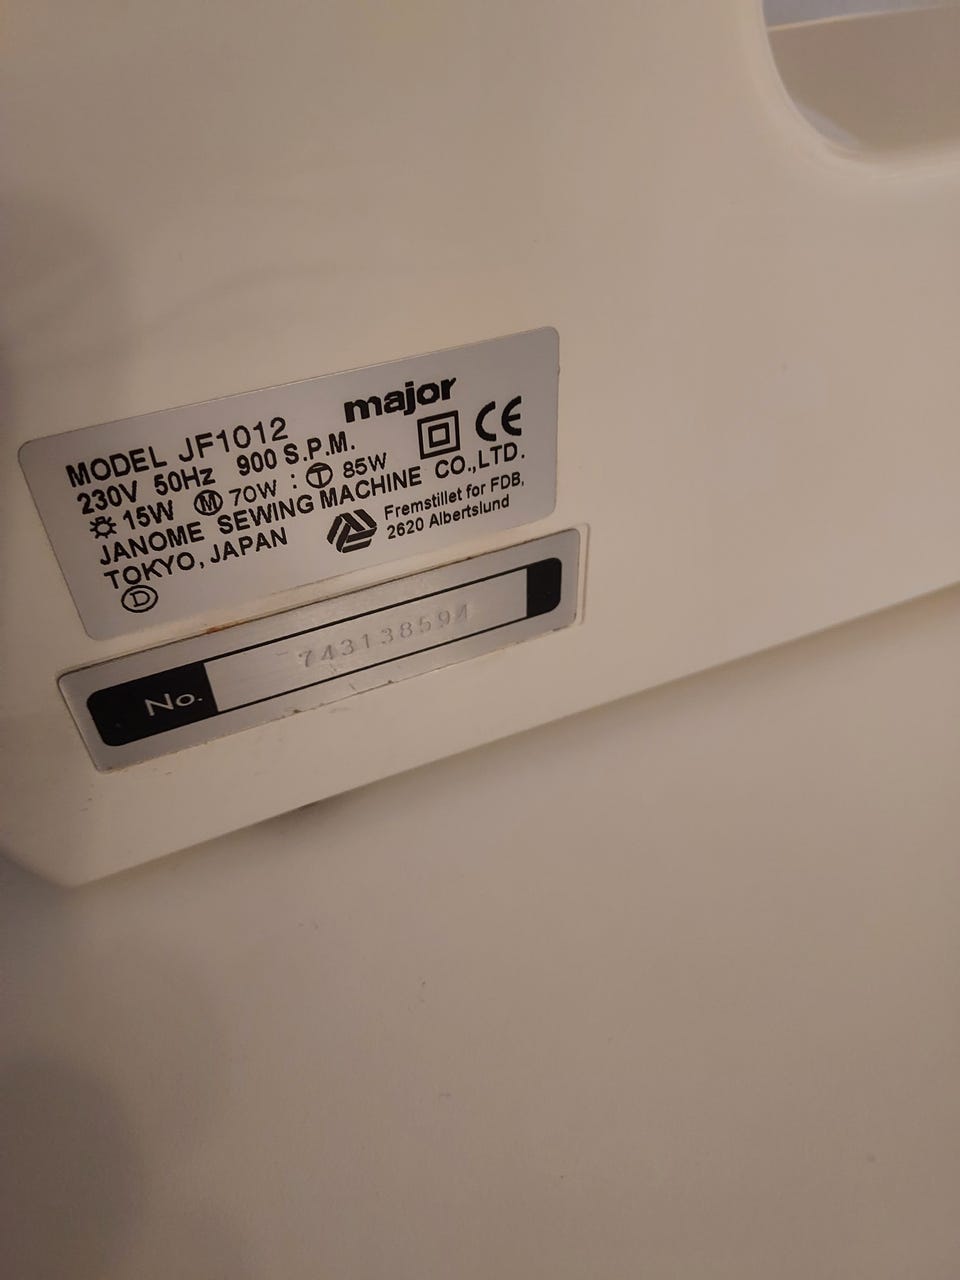 major
MODEL JF1012
CE
230V 50Hz 900 S.P.M.
15W M 70W : T 85W
JANOME SEWING MACHINE CO.,LTD.
TOKYO, JAPAN
Fremstillet for FDB,
2620 Albertslund
D
No. 743138594